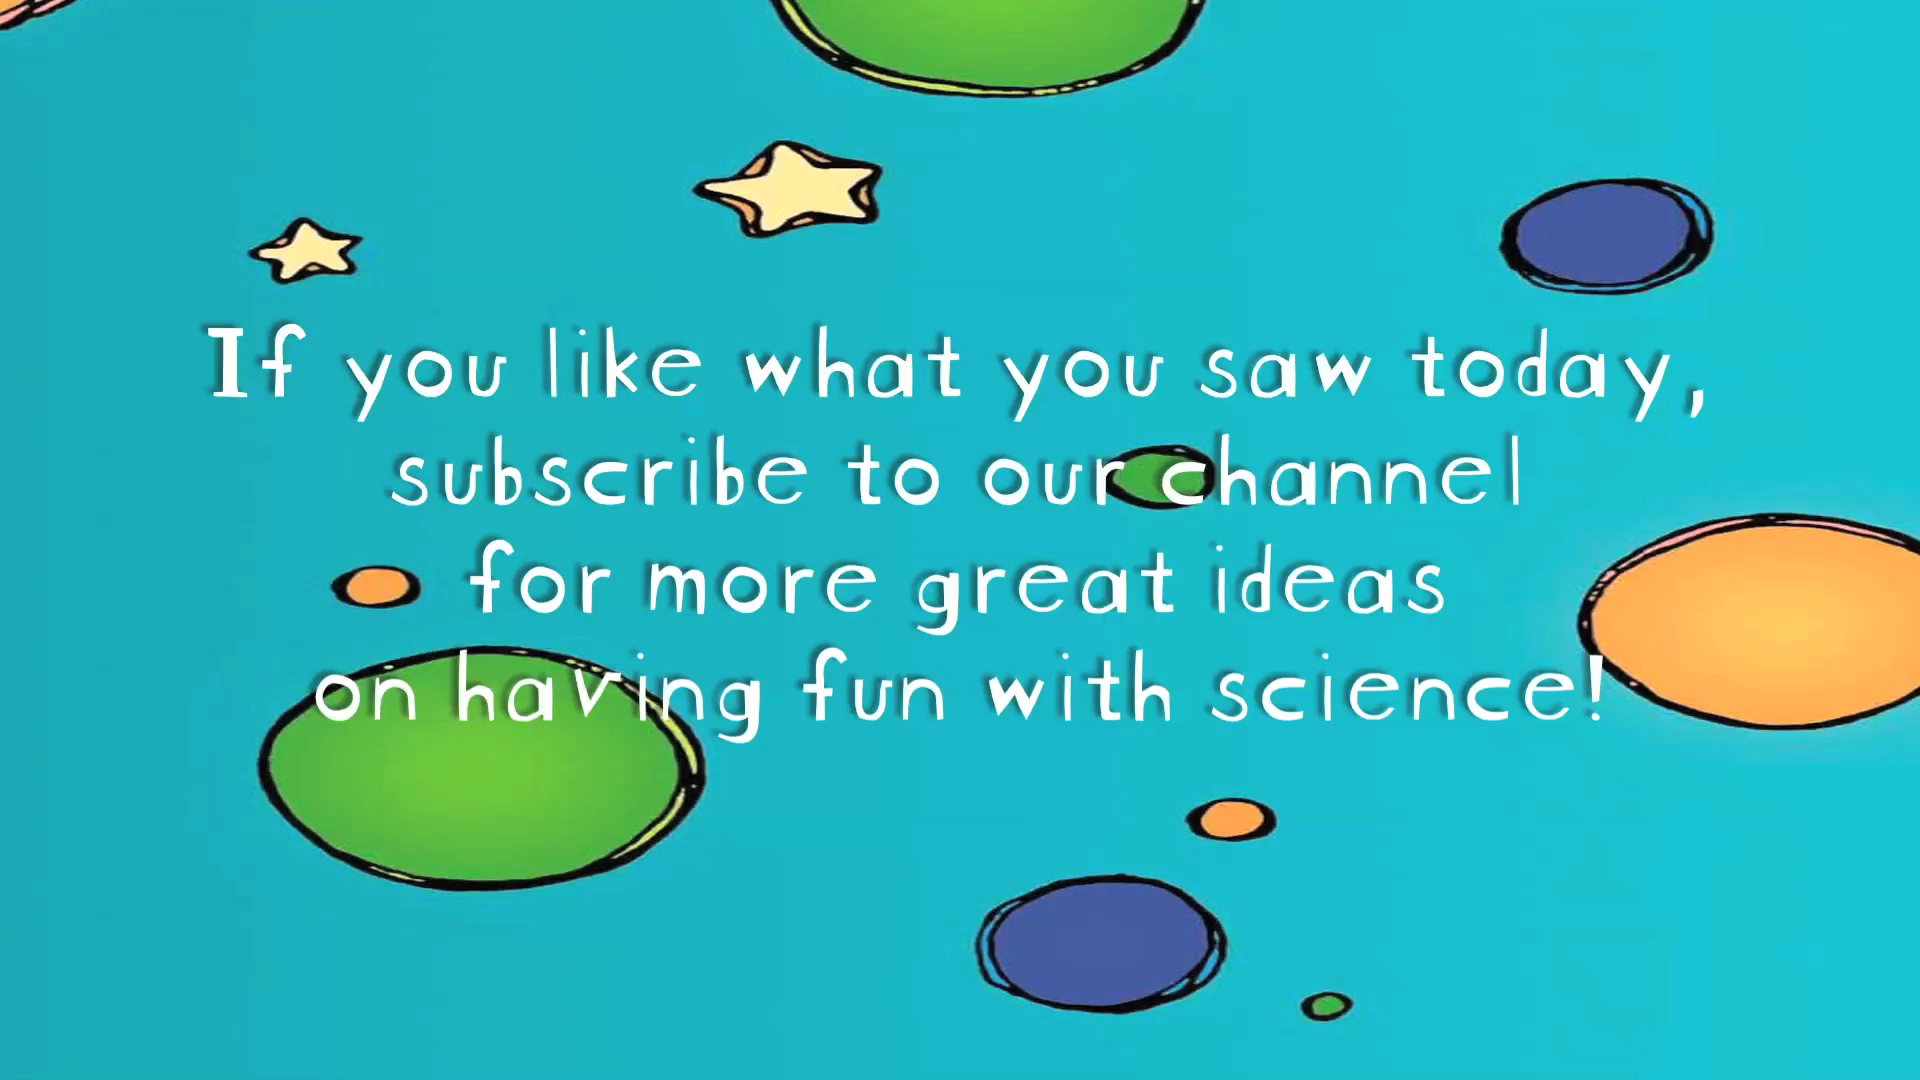 If you like what you saw today,
subscribe to our channel
for more great ideas
on having fun with science!